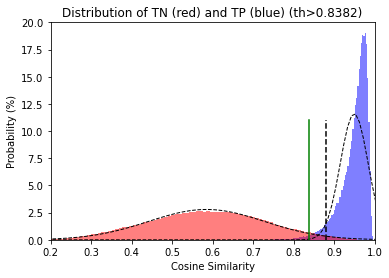 Distribution of TN (red) and TP (blue) (th>0.8382)
20.0
17.5
15.0
12.5
10.0
7.5
5.0
2.5
0.0
Probability (%)
0.2 0.3 0.4 0.5 0.6 0.7 0.8 0.9 1.0
Cosine Similarity